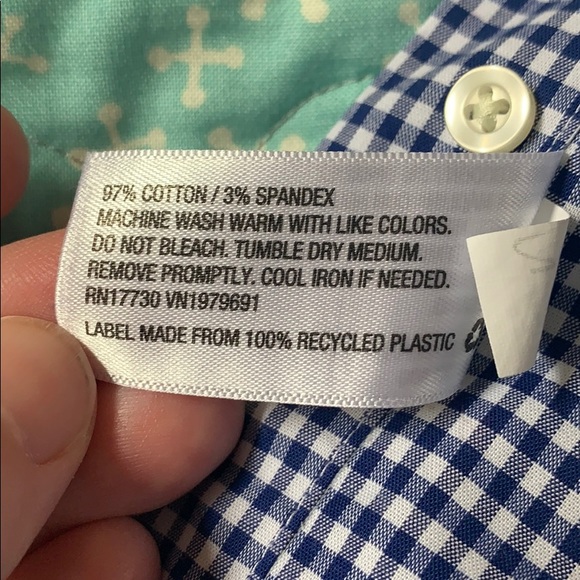 97% COTTON / 3% SPANDEX
MACHINE WASH WARM WITH LIKE COLORS.
DO NOT BLEACH. TUMBLE DRY MEDIUM.
REMOVE PROMPTLY. COOL IRON IF NEEDED.
RN17730 VN1979691
LABEL MADE FROM 100% RECYCLED PLASTIC